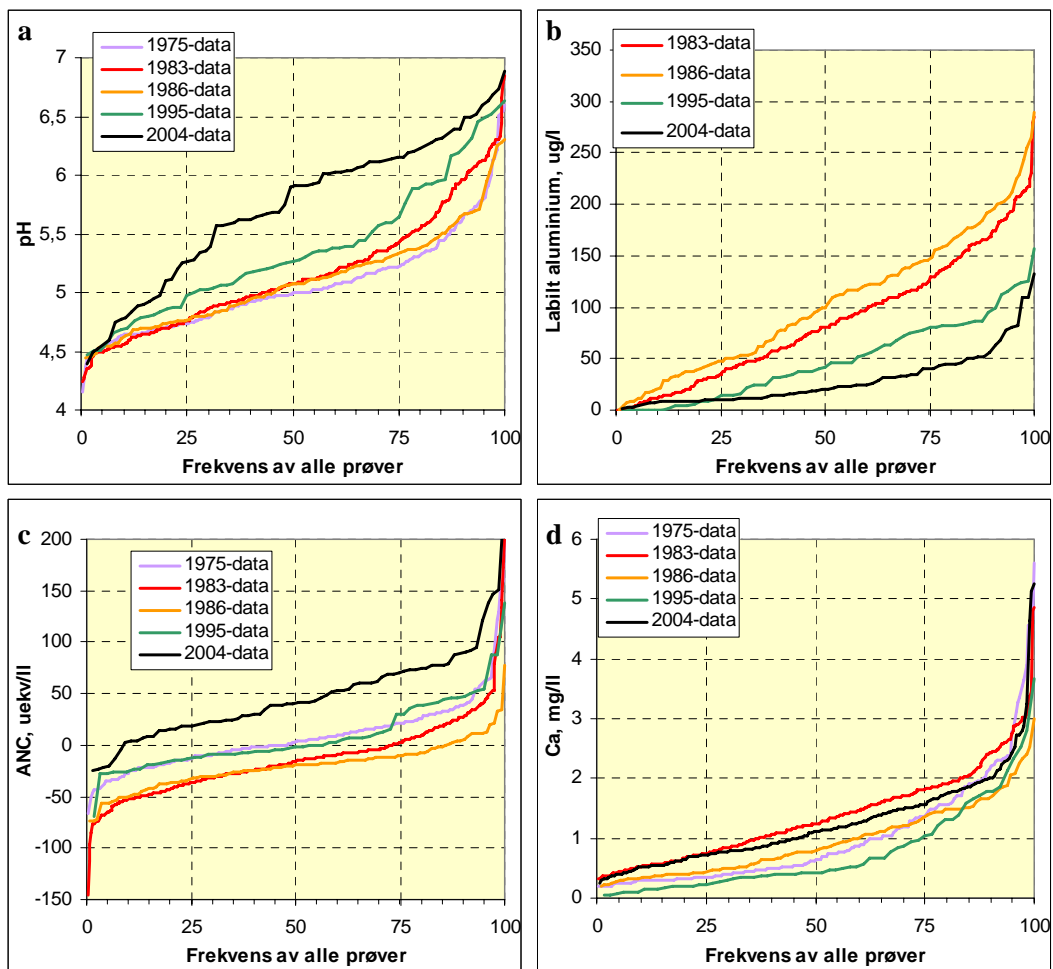 a
1975-data
1983-data
1986-data
1995-data
2004-data
7
6,5
6
5,5
5
4,5
4
pH
0 25 50 75 100
Frekvens av alle prøver
b
1983-data
1986-data
1995-data
2004-data
350
300
250
200
150
100
50
0
Labilt aluminium, ug/l
0 25 50 75 100
Frekvens av alle prøver
c
1975-data
1983-data
1986-data
1995-data
2004-data
200
150
100
50
0
-50
-100
-150
ANC, uekv/l
0 25 50 75 100
Frekvens av alle prøver
d
1975-data
1983-data
1986-data
1995-data
2004-data
6
5
4
3
2
1
0
Ca, mg/l
0 25 50 75 100
Frekvens av alle prøver